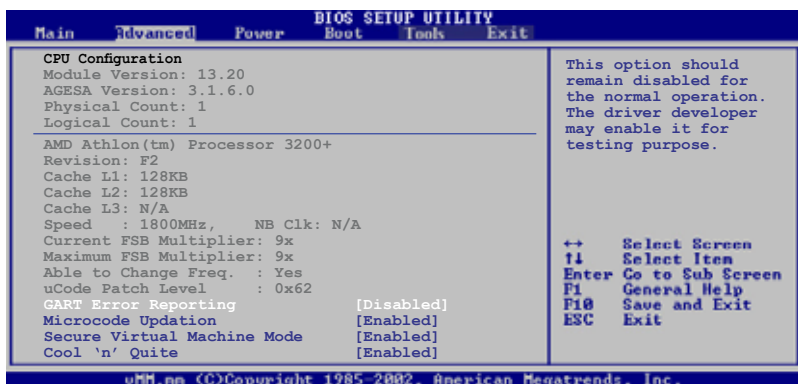 BIOS SETUP UTILITY
Main Advanced Power Boot Tools Exit
CPU Configuration
Module Version: 13.20
AGESA Version: 3.1.6.0
Physical Count: 1
Logical Count: 1
AMD Athlon(tm) Processor 3200+
Revision: F2
Cache L1: 128KB
Cache L2: 128KB
Cache L3: N/A
Speed : 1800MHz, NB Clk: N/A
Current FSB Multiplier: 9x
Maximum FSB Multiplier: 9x
Able to Change Freq. : Yes
uCode Patch Level : 0x62
GART Error Reporting [Disabled]
Microcode Updation [Enabled]
Secure Virtual Machine Mode [Enabled]
Cool 'n' Quite [Enabled]
This option should
remain disabled for
the normal operation.
The driver developer
may enable it for
testing purpose.
↔ Select Screen
↑↓ Select Item
Enter Go to Sub Screen
F1 General Help
F10 Save and Exit
ESC Exit
(C)Copyright 1985-2002, American Megatrends, Inc.